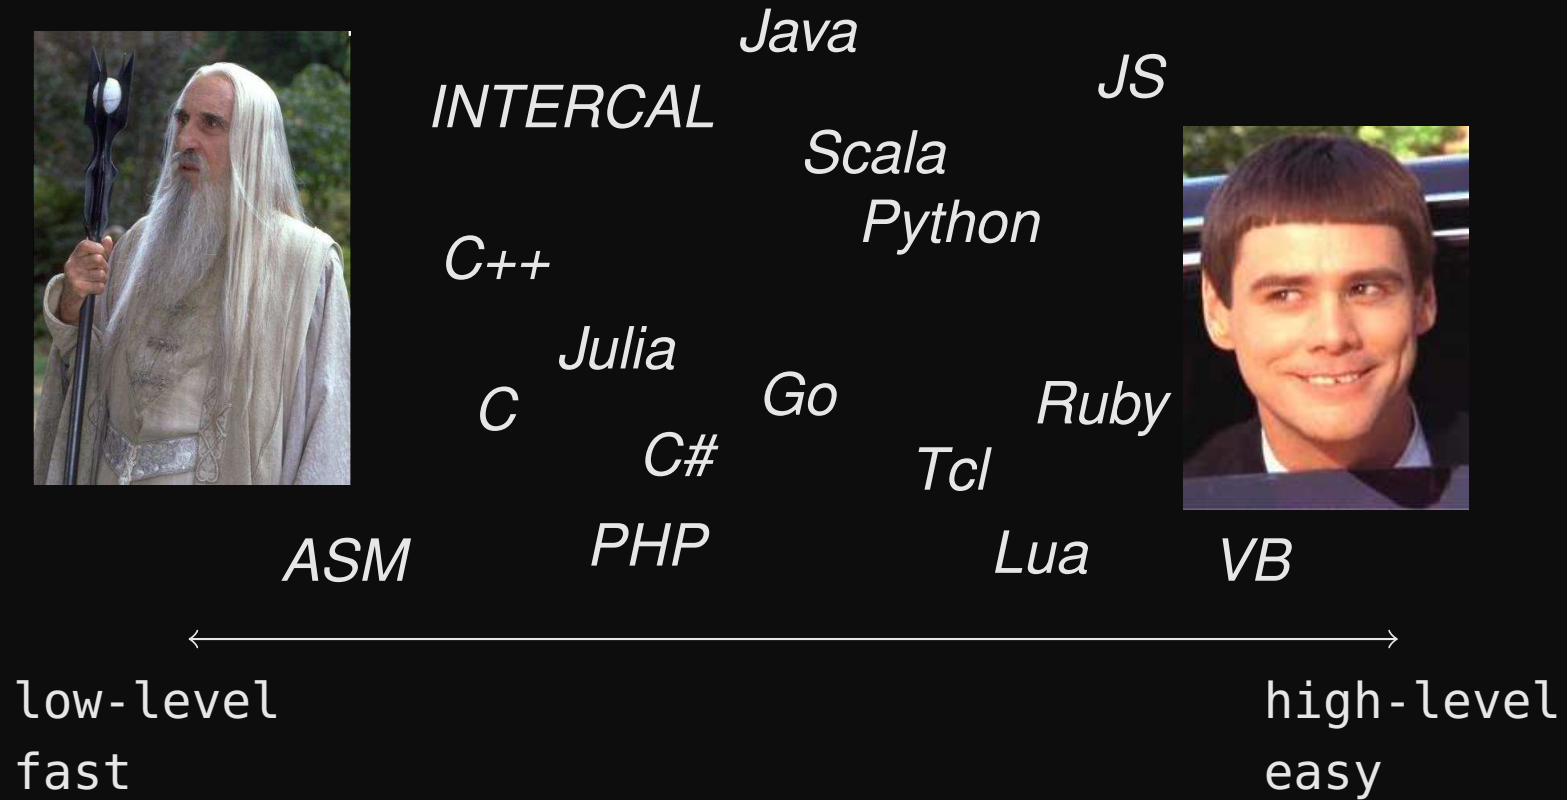 Java
JS
INTERCAL
Scala
Python
C++
Julia
Go
Ruby
C
C#
Tcl
PHP
Lua
ASM
VB
low-level
high-level
fast
easy